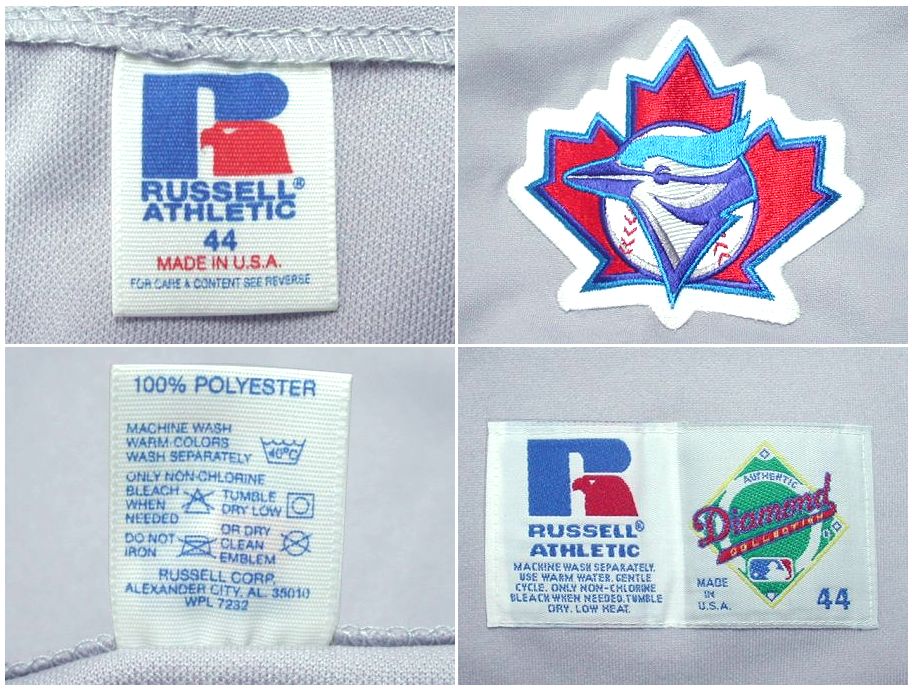 RUSSELL®
ATHLETIC
44
MADE IN U.S.A.
FOR CARE & CONTENT SEE REVERSE
100% POLYESTER
MACHINE WASH
WARM COLORS
WASH SEPARATELY
40°C
ONLY NON-CHLORINE
BLEACH
WHEN
NEEDED
TUMBLE
DRY LOW
DO NOT
IRON
OR DRY
CLEAN
EMBLEM
RUSSELL CORP.
ALEXANDER CITY, AL. 35010
WPL 7232
RUSSELL®
ATHLETIC
MACHINE WASH SEPARATELY.
USE WARM WATER. GENTLE
CYCLE. ONLY NON-CHLORINE
BLEACH WHEN NEEDED. TUMBLE
DRY. LOW HEAT.
AUTHENTIC
Diamond
COLLECTION
MADE
IN
U.S.A.
44